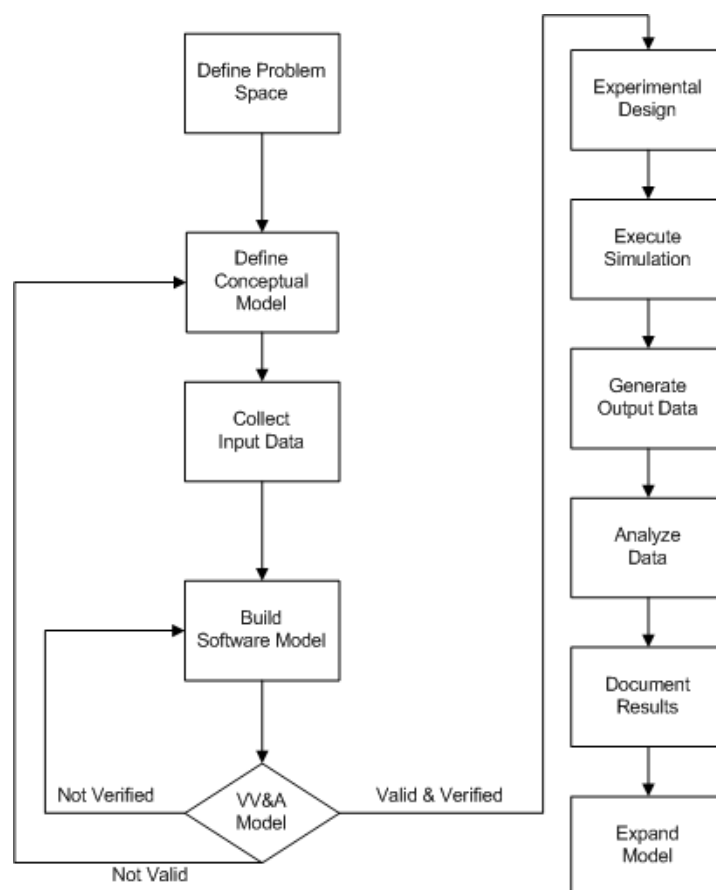 Define Problem
Space
Define
Conceptual
Model
Collect
Input Data
Build
Software Model
VV&A
Model
Not Verified
Not Valid
Valid & Verified
Experimental
Design
Execute
Simulation
Generate
Output Data
Analyze
Data
Document
Results
Expand
Model